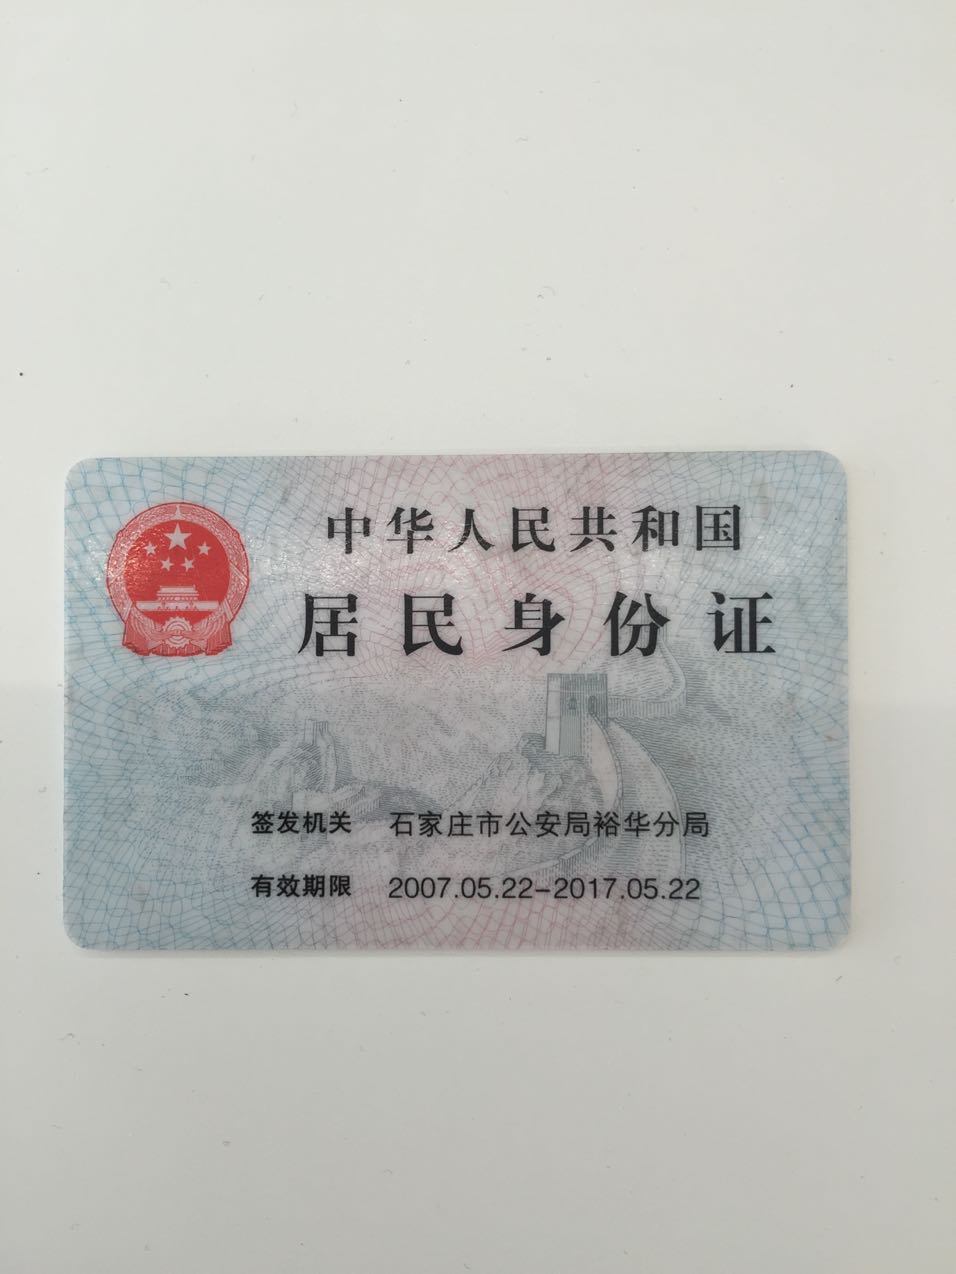 中华人民共和国
居民身份证
签发机关 石家庄市公安局裕华分局
有效期限 2007.05.22-2017.05.22